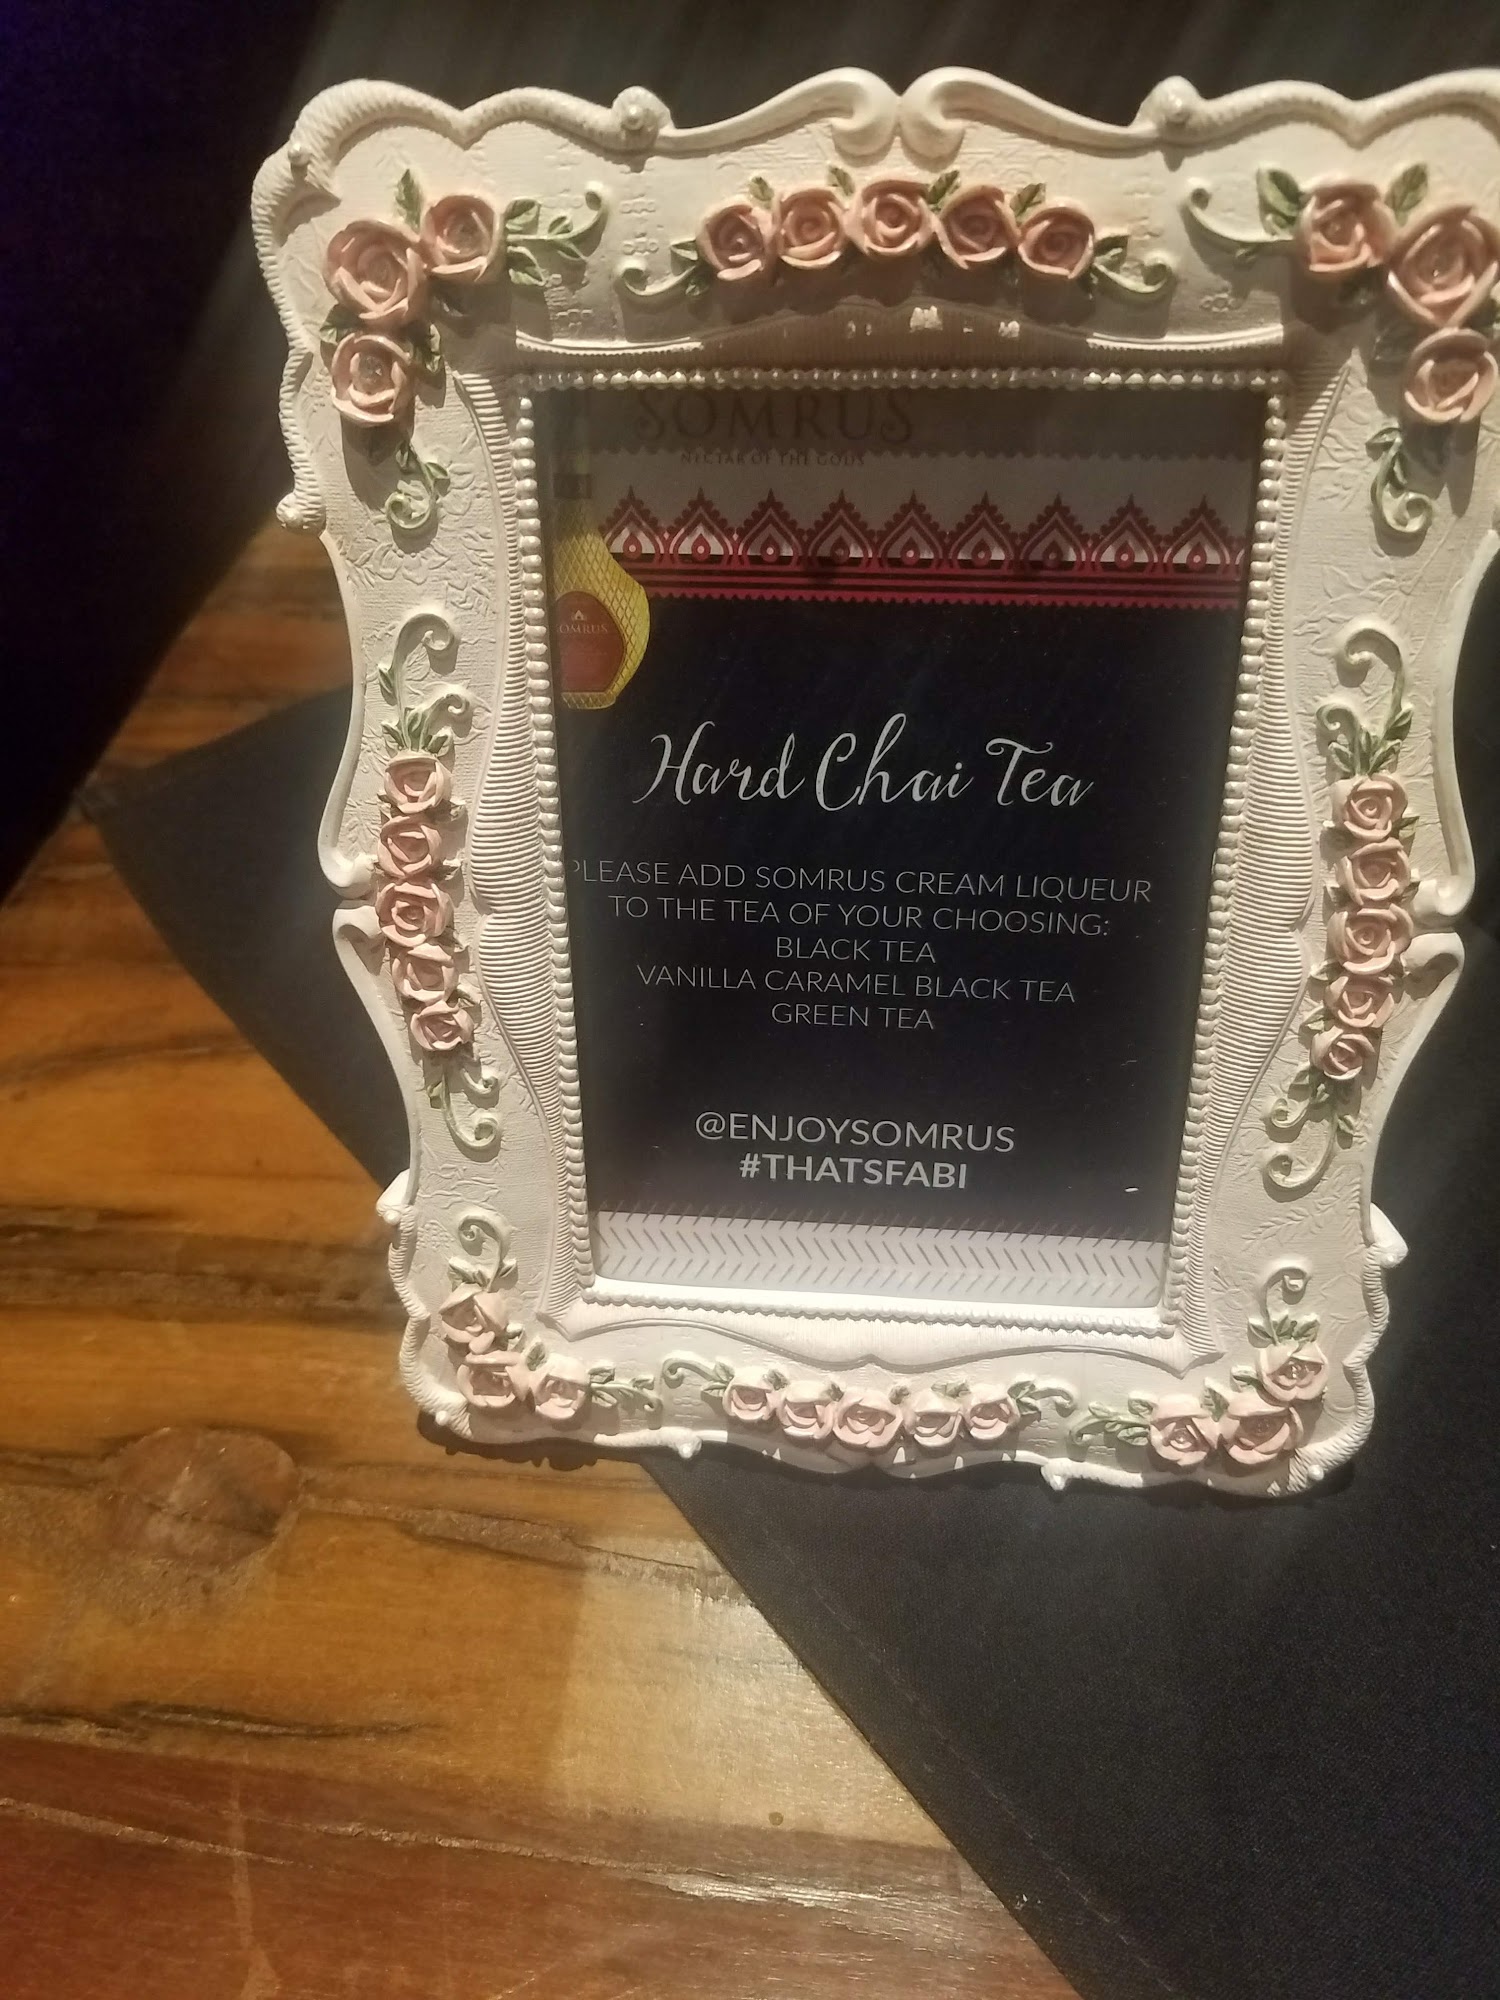 SOMRUS
NECTAR OF THE GODS
SOMRUS
Hard Chai Tea
PLEASE ADD SOMRUS CREAM LIQUEUR
TO THE TEA OF YOUR CHOOSING:
BLACK TEA
VANILLA CARAMEL BLACK TEA
GREEN TEA
@ENJOYSOMRUS
#THATSFABI